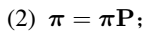 (2) π = πP;